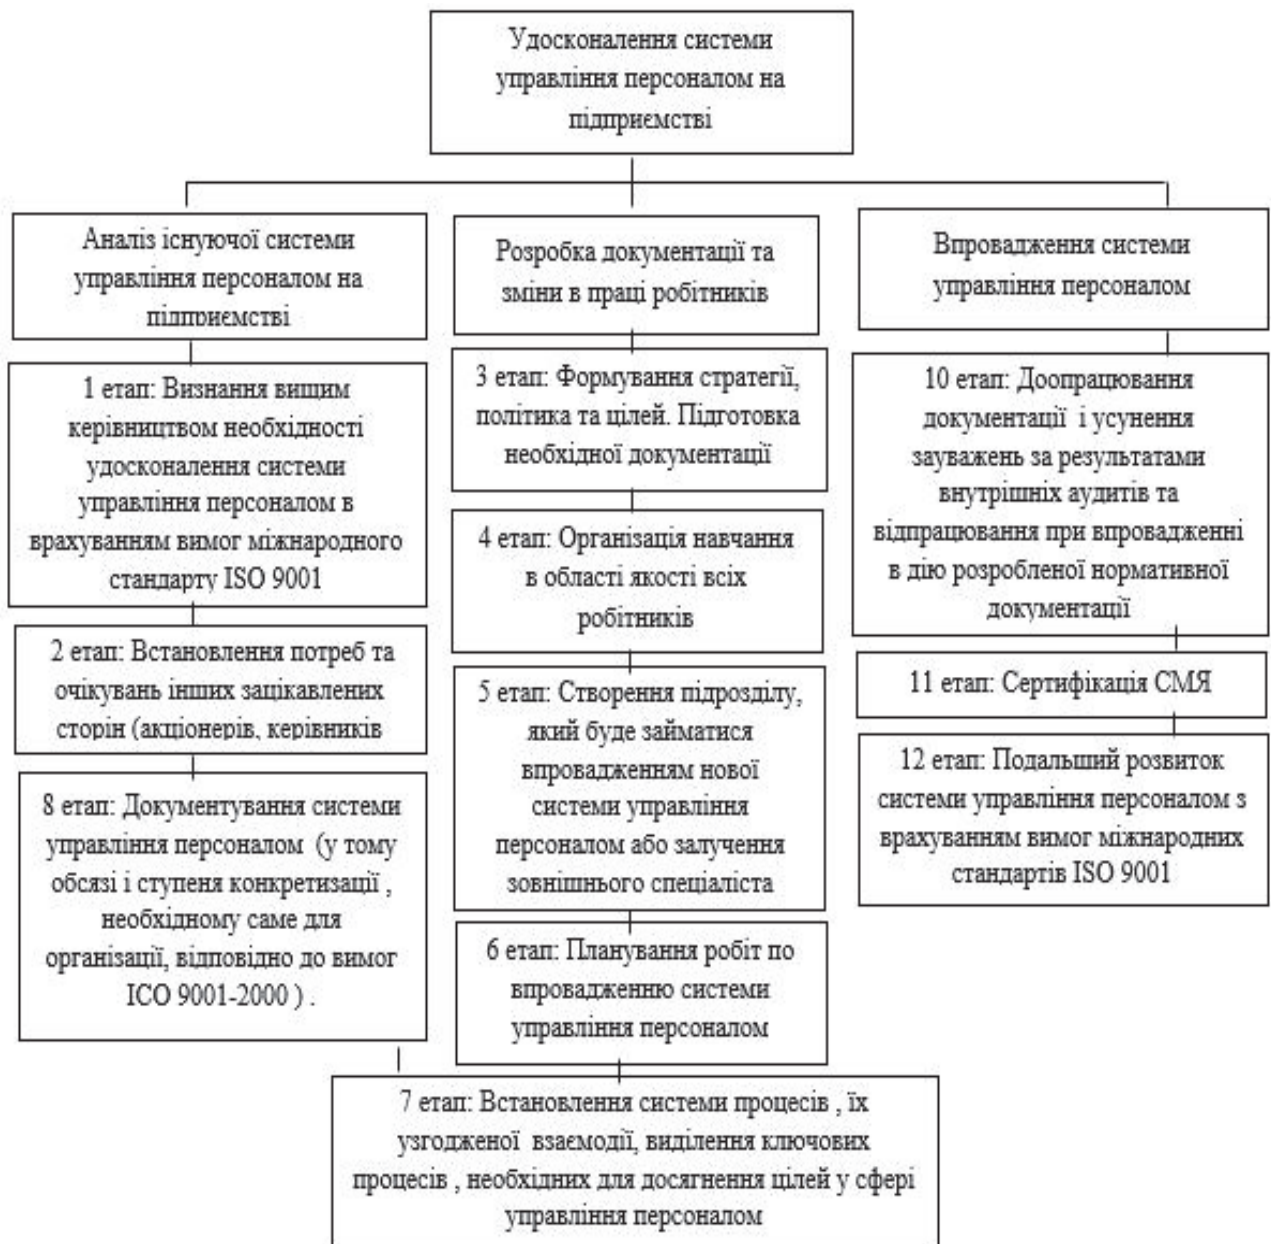 Удосконалення системи
управління персоналом на
підприємстві
Аналіз існуючої системи
управління персоналом на
підприємстві
1 етап: Визнання вищим
керівництвом необхідності
удосконалення системи
управління персоналом в
врахуванням вимог міжнародного
стандарту ISO 9001
2 етап: Встановлення потреб та
очікувань інших зацікавлених
сторін (акціонерів, керівників
8 етап: Документування системи
управління персоналом (у тому
обсязі і ступеня конкретизації ,
необхідному саме для
організації, відповідно до вимог
ІСО 9001-2000 ) .
Розробка документації та
зміни в праці робітників
3 етап: Формування стратегії,
політика та цілей. Підготовка
необхідної документації
4 етап: Організація навчання
в області якості всіх
робітників
5 етап: Створення підрозділу,
який буде займатися
впровадженням нової
системи управління
персоналом або залучення
зовнішнього спеціаліста
6 етап: Планування робіт по
впровадженню системи
управління персоналом
7 етап: Встановлення системи процесів , їх
узгодженої взаємодії, виділення ключових
процесів , необхідних для досягнення цілей у сфері
управління персоналом
Впровадження системи
управління персоналом
10 етап: Доопрацювання
документації і усунення
зауважень за результатами
внутрішніх аудитів та
відпрацювання при впровадженні
в дію розробленої нормативної
документації
11 етап: Сертифікація СМЯ
12 етап: Подальший розвиток
системи управління персоналом з
врахуванням вимог міжнародних
стандартів ISO 9001